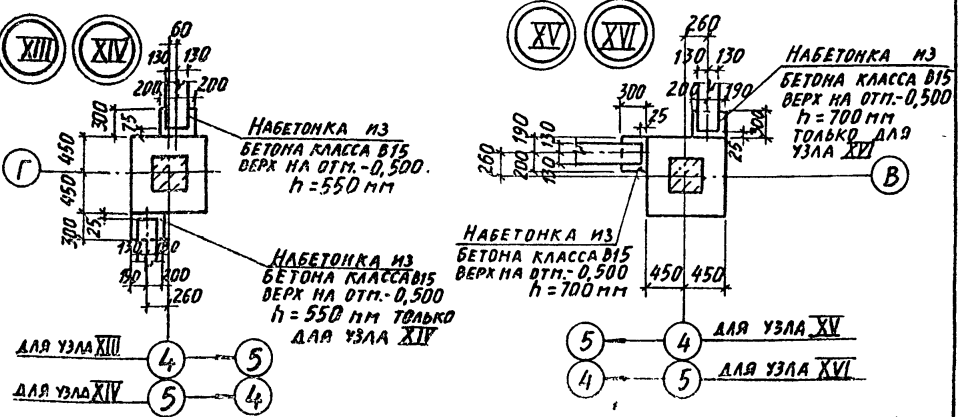 XIII XIV
60
130 130
200 200
300
25
450
450
Г
НАБЕТОНКА ИЗ
БЕТОНА КЛАССА В15
ВЕРХ НА ОТМ.-0,500.
h=550 мм
300
25
130 130
190 200
260
НАБЕТОНКА ИЗ
БЕТОНА КЛАССА В15
ВЕРХ НА ОТМ.-0,500
h=550 мм ТОЛЬКО
ДЛЯ УЗЛА XIV
ДЛЯ УЗЛА XIII 4 5
ДЛЯ УЗЛА XIV 5 4
XV XVI
260
130 130
200 190
300
25
НАБЕТОНКА ИЗ
БЕТОНА КЛАССА В15
ВЕРХ НА ОТМ.-0,500
h=700мм
ТОЛЬКО ДЛЯ
УЗЛА XVI
300
25
190 130
260 200 130
В
НАБЕТОНКА ИЗ
БЕТОНА КЛАССА В15
ВЕРХ НА ОТМ.-0,500
h=700мм
450 450
5 4 ДЛЯ УЗЛА XV
4 5 ДЛЯ УЗЛА XVI